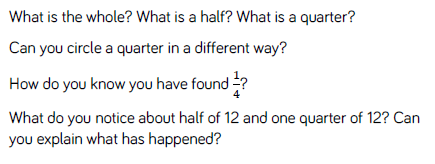 What is the whole? What is a half? What is a quarter?
Can you circle a quarter in a different way?
How do you know you have found 1/4?
What do you notice about half of 12 and one quarter of 12? Can
you explain what has happened?